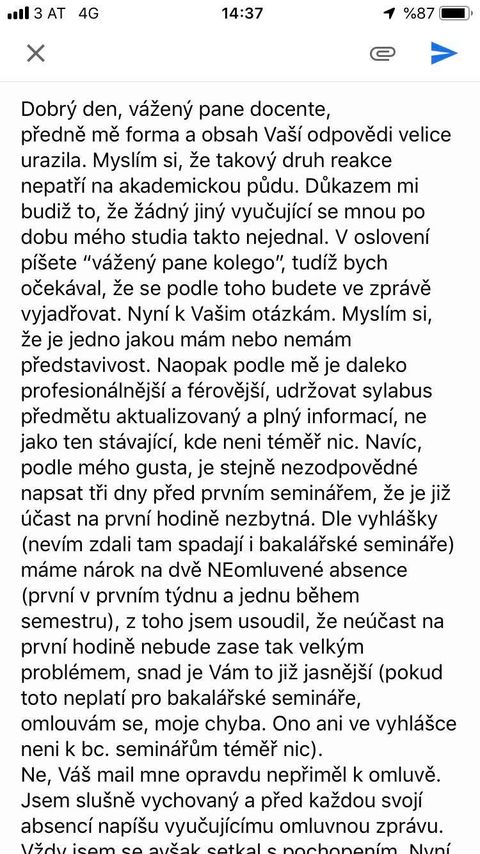 3 AT 4G 14:37 %87
Dobrý den, vážený pane docente,
předně mě forma a obsah Vaší odpovědi velice
urazila. Myslím si, že takový druh reakce
nepatří na akademickou půdu. Důkazem mi
budiž to, že žádný jiný vyučující se mnou po
dobu mého studia takto nejednal. V oslovení
píšete “vážený pane kolego”, tudíž bych
očekával, že se podle toho budete ve zprávě
vyjadřovat. Nyní k Vašim otázkám. Myslím si,
že je jedno jakou mám nebo nemám
představivost. Naopak podle mě je daleko
profesionálnější a férovější, udržovat sylabus
předmětu aktualizovaný a plný informací, ne
jako ten stávající, kde neni téměř nic. Navíc,
podle mého gusta, je stejně nezodpovědné
napsat tři dny před prvním seminářem, že je již
účast na první hodině nezbytná. Dle vyhlášky
(nevím zdali tam spadají i bakalářské semináře)
máme nárok na dvě NEomluvené absence
(první v prvním týdnu a jednu během
semestru), z toho jsem usoudil, že neúčast na
první hodině nebude zase tak velkým
problémem, snad je Vám to již jasnější (pokud
toto neplatí pro bakalářské semináře,
omlouvám se, moje chyba. Ono ani ve vyhlášce
neni k bc. seminářům téměř nic).
Ne, Váš mail mne opravdu nepřiměl k omluvě.
Jsem slušně vychovaný a před každou svojí
absencí napíšu vyučujícímu omluvnou zprávu.
Vždy jsem se avšak setkal s pochopením. Nyní